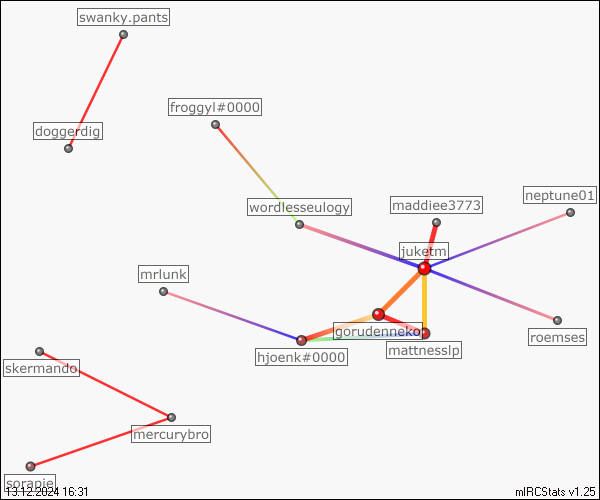 swanky.pants
froggyl#0000
doggerdig
neptune01
maddiee3773
wordlesseulogy
juketm
mrlunk
gorudenneko
roemses
mattnesslp
hjoenk#0000
skermando
mercurybro
sorapie
13.12.2024 16:31
mIRCStats v1.25